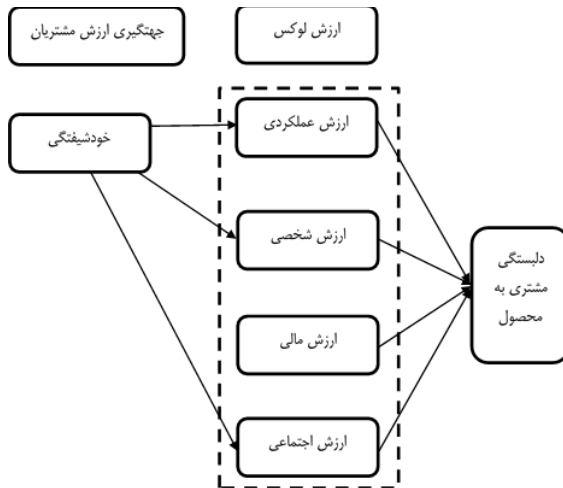 ارزش لوکس
جهتگیری ارزش مشتریان
ارزش عملکردی
خودشیفتگی
ارزش شخصی
دلبستگی
مشتری به
محصول
ارزش مالی
ارزش اجتماعی